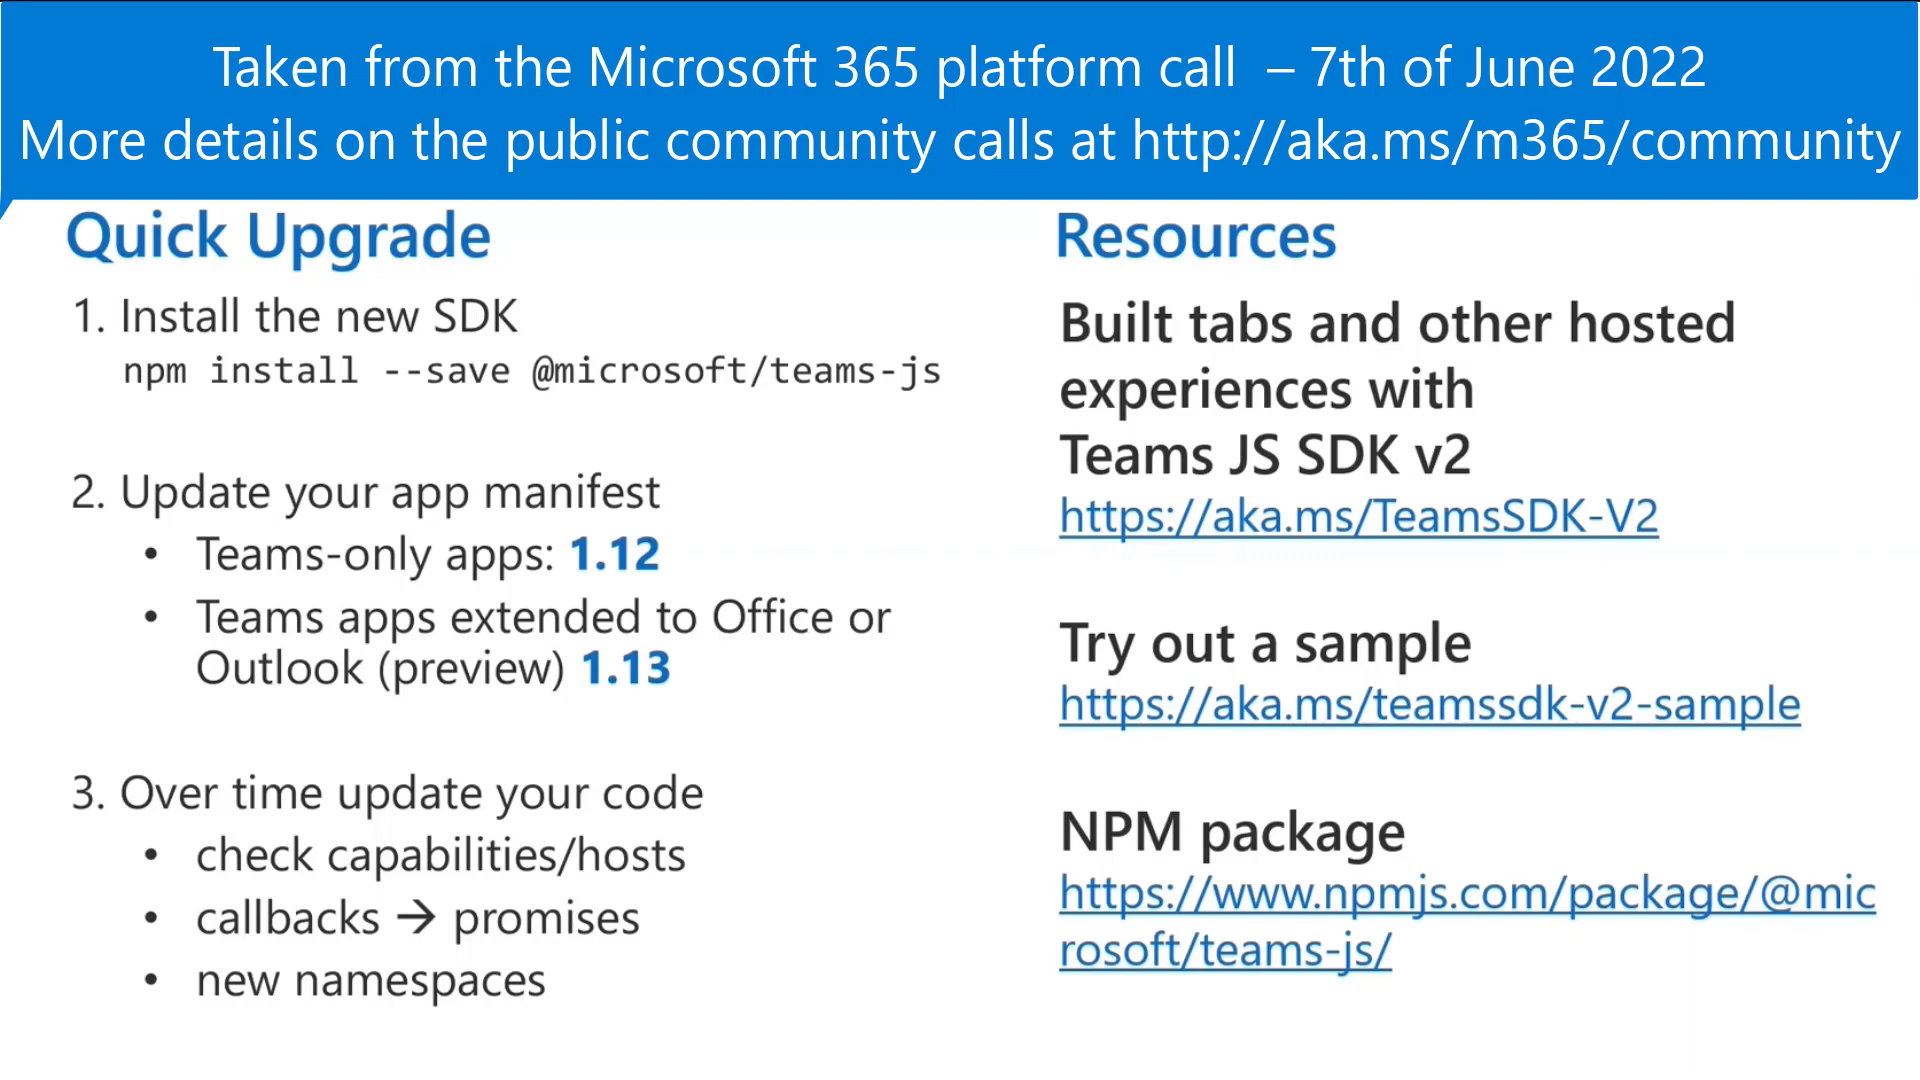 Taken from the Microsoft 365 platform call – 7th of June 2022
More details on the public community calls at http://aka.ms/m365/community
Quick Upgrade
1. Install the new SDK
npm install --save @microsoft/teams-js
2. Update your app manifest
• Teams-only apps: 1.12
• Teams apps extended to Office or
Outlook (preview) 1.13
3. Over time update your code
• check capabilities/hosts
• callbacks → promises
• new namespaces
Resources
Built tabs and other hosted
experiences with
Teams JS SDK v2
https://aka.ms/TeamsSDK-V2
Try out a sample
https://aka.ms/teamssdk-v2-sample
NPM package
https://www.npmjs.com/package/@mic
rosoft/teams-js/